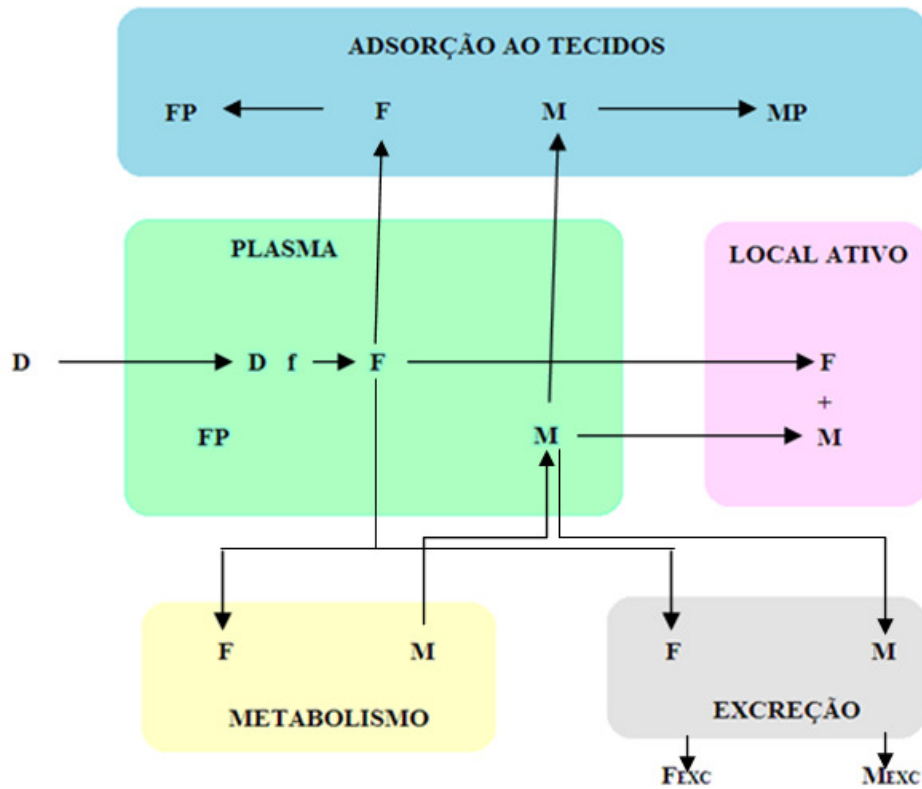 ADSORÇÃO AO TECIDOS
FP F M MP
PLASMA
LOCAL ATIVO
D D f F F
+
FP M M
F M
METABOLISMO
F M
EXCREÇÃO
FEXC MEXC